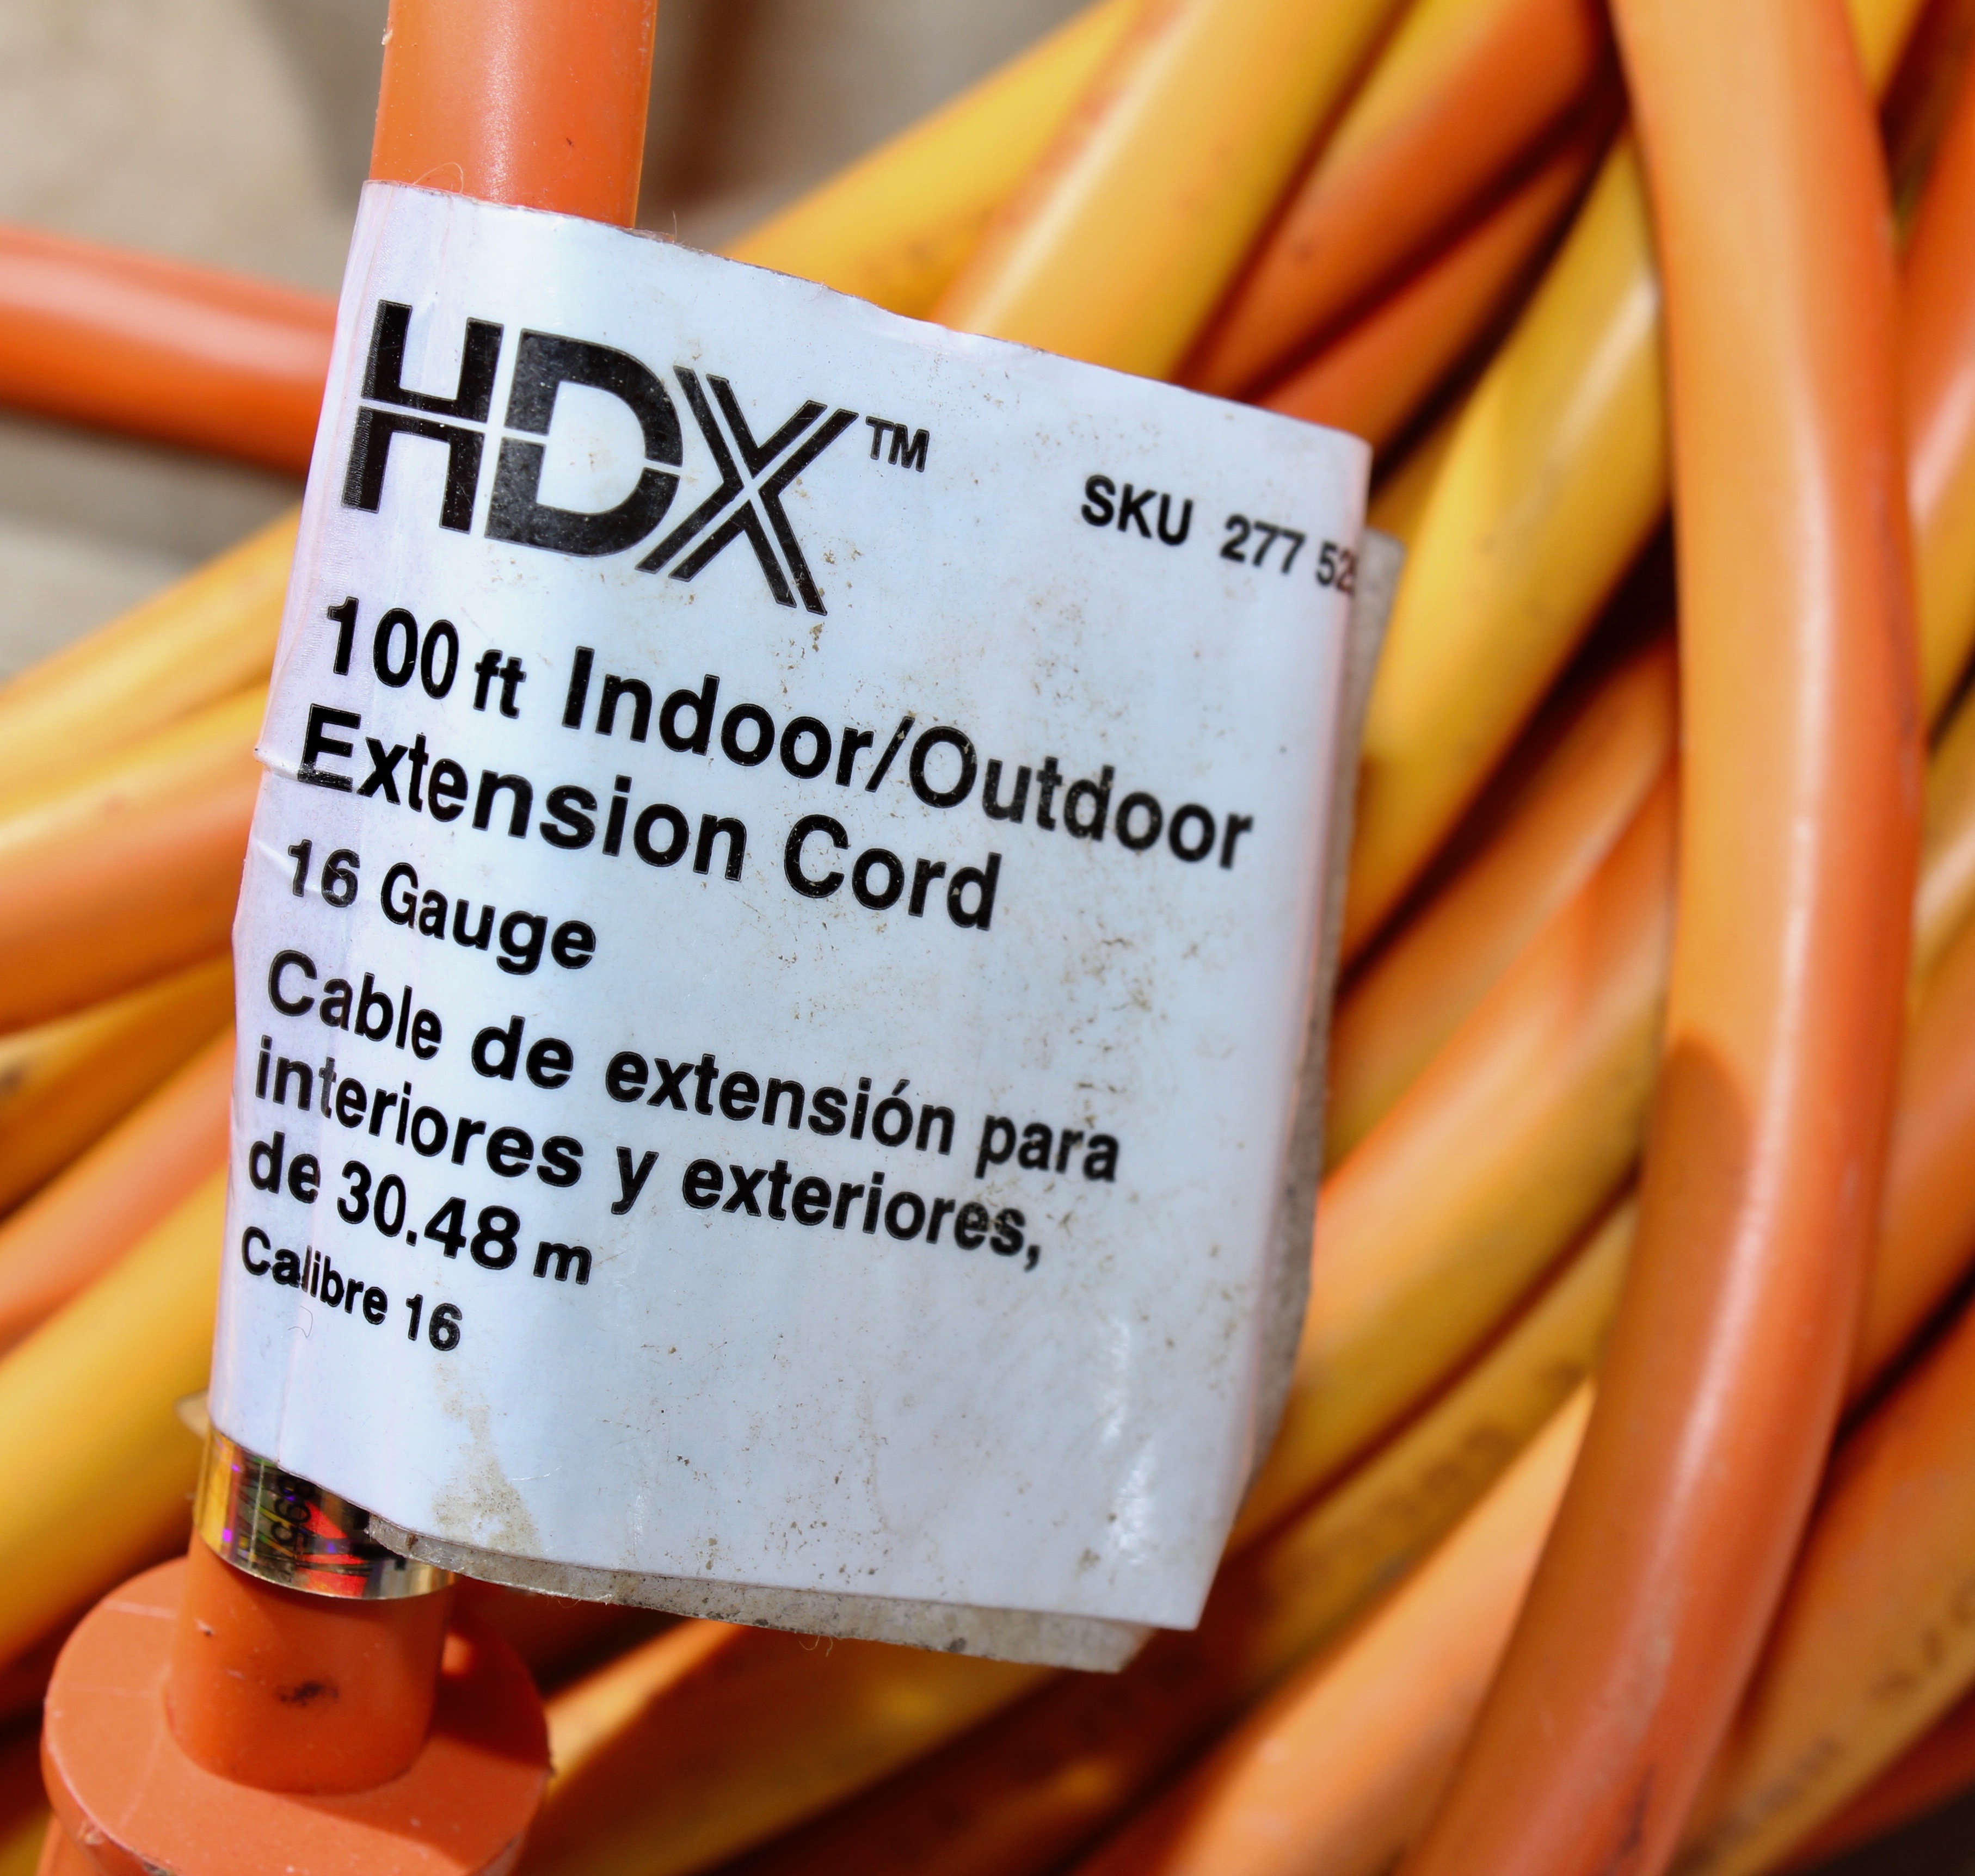 HDX™
SKU 277 52
100 ft Indoor/Outdoor
Extension Cord
16 Gauge
Cable de extensión para
interiores y exteriores,
de 30.48 m
Calibre 16